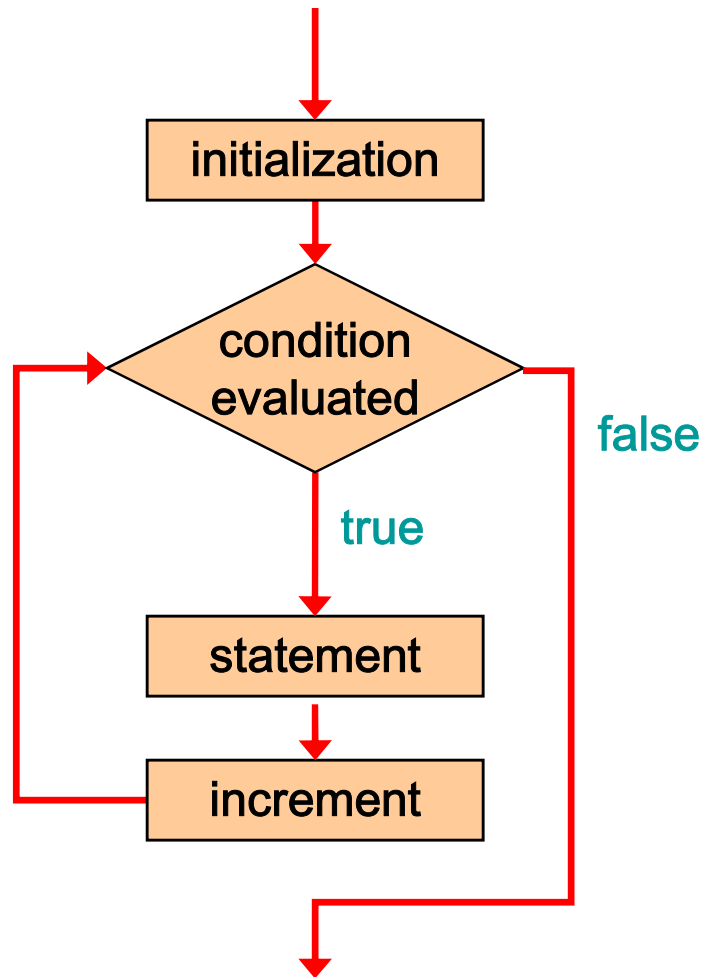 initialization
condition
evaluated
false
true
statement
increment